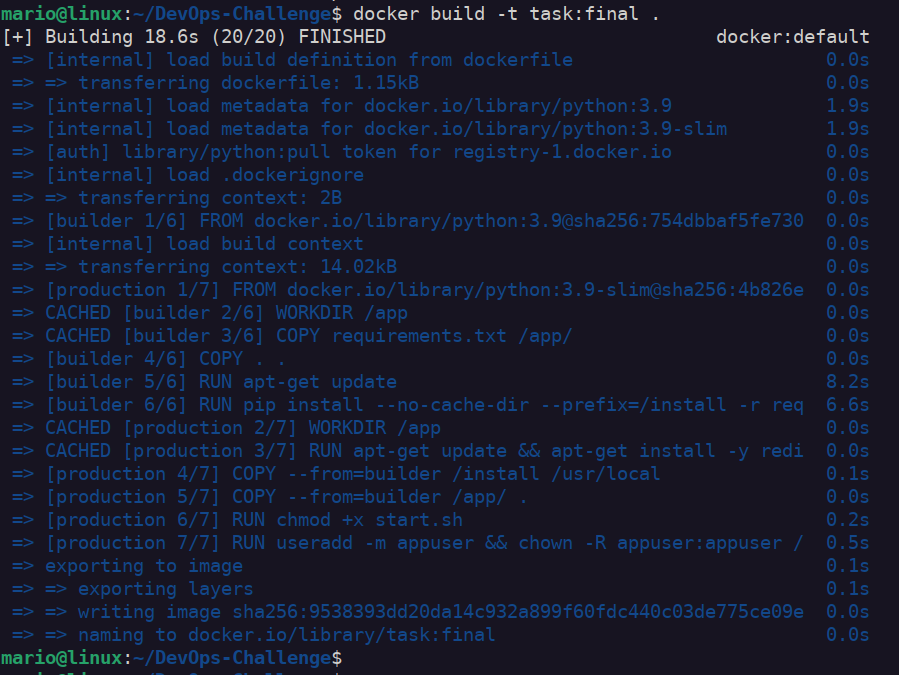 mario@linux:~/DevOps-Challenge$ docker build -t task:final .
[+] Building 18.6s (20/20) FINISHED docker:default
=> [internal] load build definition from dockerfile 0.0s
=> => transferring dockerfile: 1.15kB 0.0s
=> [internal] load metadata for docker.io/library/python:3.9 1.9s
=> [internal] load metadata for docker.io/library/python:3.9-slim 1.9s
=> [auth] library/python:pull token for registry-1.docker.io 0.0s
=> [internal] load .dockerignore 0.0s
=> => transferring context: 2B 0.0s
=> [builder 1/6] FROM docker.io/library/python:3.9@sha256:754dbbaf5fe730 0.0s
=> [internal] load build context 0.0s
=> => transferring context: 14.02kB 0.0s
=> [production 1/7] FROM docker.io/library/python:3.9-slim@sha256:4b826e 0.0s
=> CACHED [builder 2/6] WORKDIR /app 0.0s
=> CACHED [builder 3/6] COPY requirements.txt /app/ 0.0s
=> [builder 4/6] COPY . . 0.0s
=> [builder 5/6] RUN apt-get update 8.2s
=> [builder 6/6] RUN pip install --no-cache-dir --prefix=/install -r req 6.6s
=> CACHED [production 2/7] WORKDIR /app 0.0s
=> CACHED [production 3/7] RUN apt-get update && apt-get install -y redi 0.0s
=> [production 4/7] COPY --from=builder /install /usr/local 0.1s
=> [production 5/7] COPY --from=builder /app/ . 0.0s
=> [production 6/7] RUN chmod +x start.sh 0.2s
=> [production 7/7] RUN useradd -m appuser && chown -R appuser:appuser / 0.5s
=> exporting to image 0.1s
=> => exporting layers 0.1s
=> => writing image sha256:9538393dd20da14c932a899f60fdc440c03de775ce09e 0.0s
=> => naming to docker.io/library/task:final 0.0s
mario@linux:~/DevOps-Challenge$